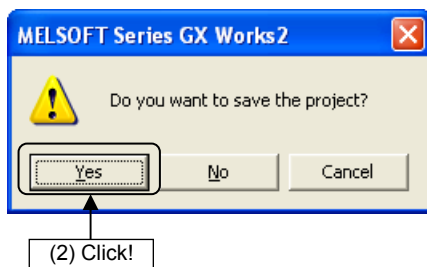 MELSOFT Series GX Works2
Do you want to save the project?
Yes No Cancel
(2) Click!